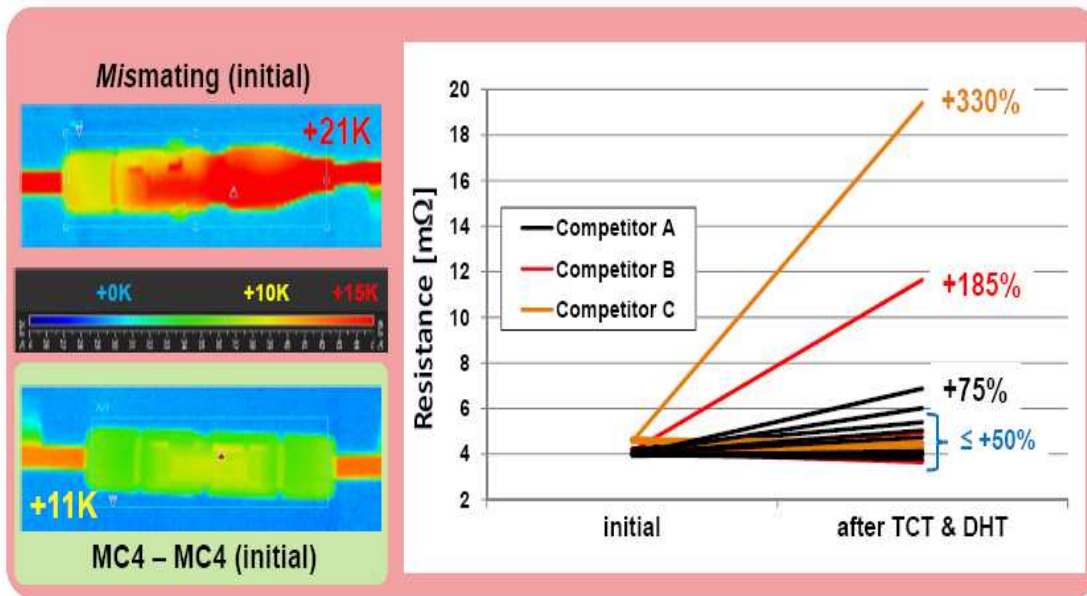 Mismating (initial)
+21K
+0K +10K +15K
+11K
MC4 – MC4 (initial)
Resistance [mΩ]
20
18
16
14
12
10
8
6
4
2
Competitor A
Competitor B
Competitor C
+330%
+185%
+75%
≤ +50%
initial after TCT & DHT